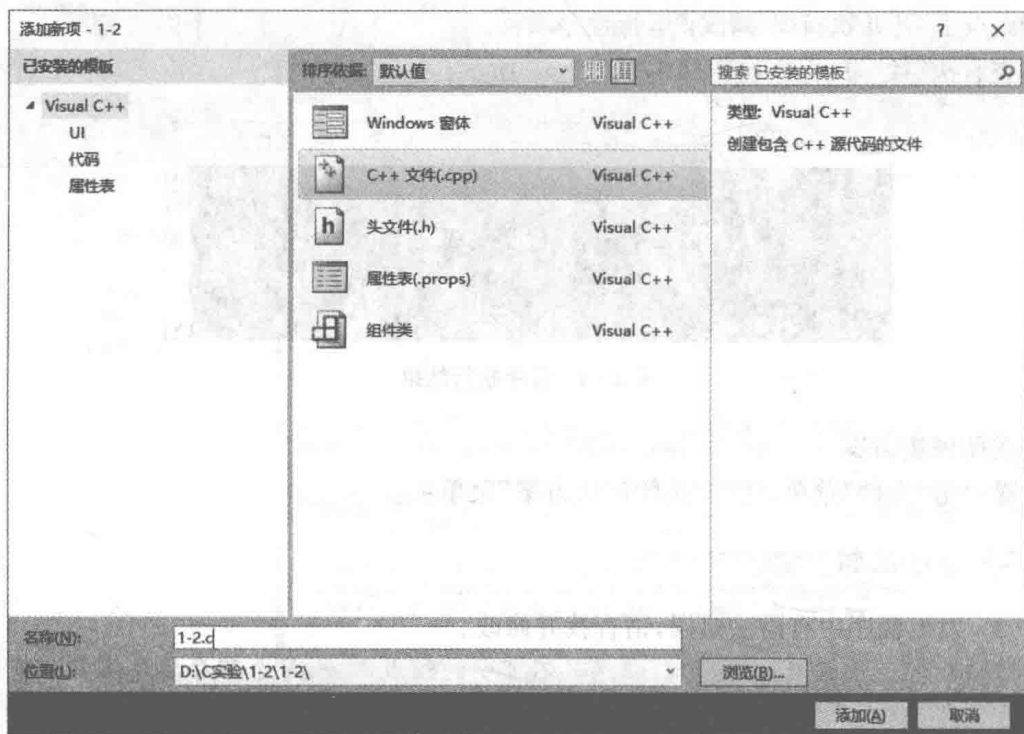 添加新项 - 1-2
? ×
已安装的模板
排序依据: 默认值
搜索 已安装的模板
Visual C++
UI
代码
属性表
Windows 窗体 Visual C++
C++ 文件(.cpp) Visual C++
h 头文件(.h) Visual C++
属性表(.props) Visual C++
组件类 Visual C++
类型: Visual C++
创建包含 C++ 源代码的文件
名称(N): 1-2.c
位置(L): D:\C实验\1-2\1-2\
浏览(B)...
添加(A) 取消